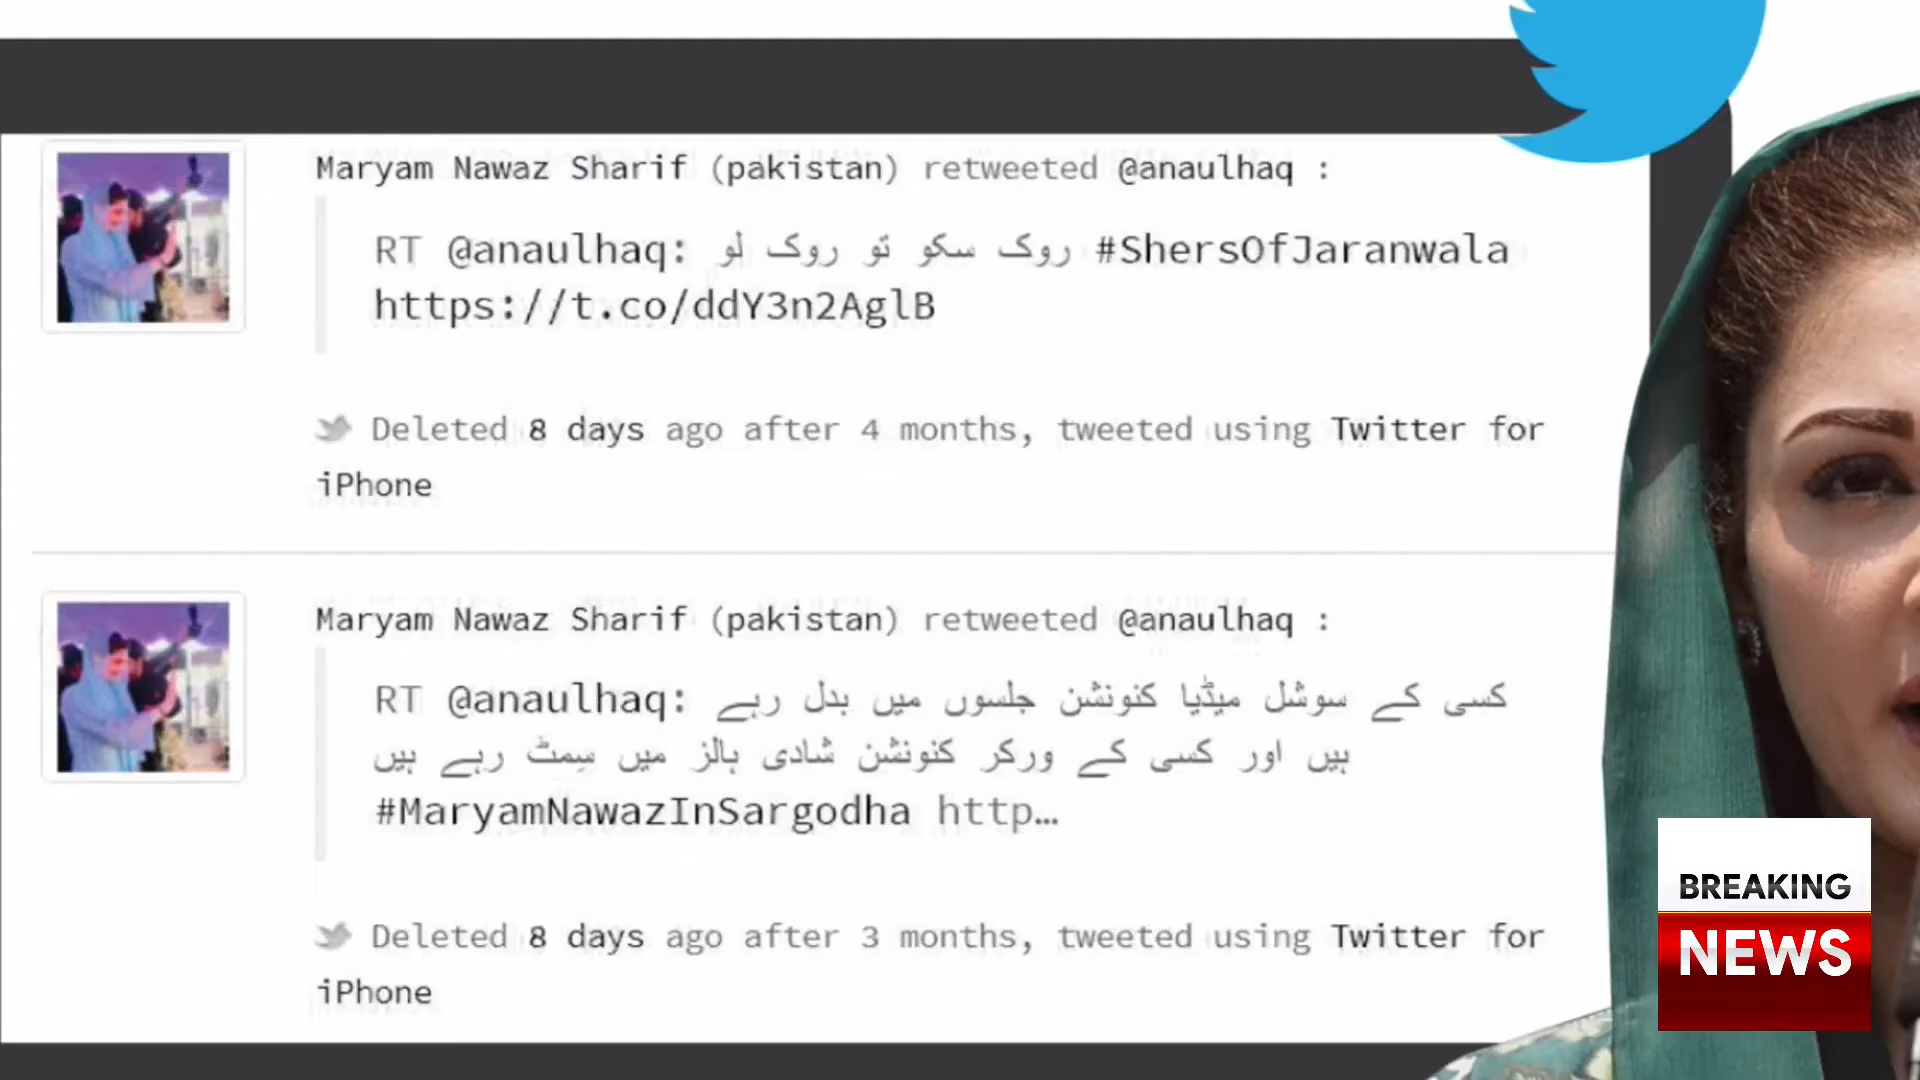 Maryam Nawaz Sharif (pakistan) retweeted @anaulhaq :
RT @anaulhaq: روک سکو تو روک لو #ShersOfJaranwala
https://t.co/ddY3n2AglB
Deleted 8 days ago after 4 months, tweeted using Twitter for
iPhone
Maryam Nawaz Sharif (pakistan) retweeted @anaulhaq :
RT @anaulhaq: کسی کے سوشل میڈیا کنونشن جلسوں میں بدل رہے
ہیں اور کسی کے ورکر کنونشن شادی ہالز میں سِمٹ رہے ہیں
#MaryamNawazInSargodha http…
Deleted 8 days ago after 3 months, tweeted using Twitter for
iPhone
BREAKING
NEWS